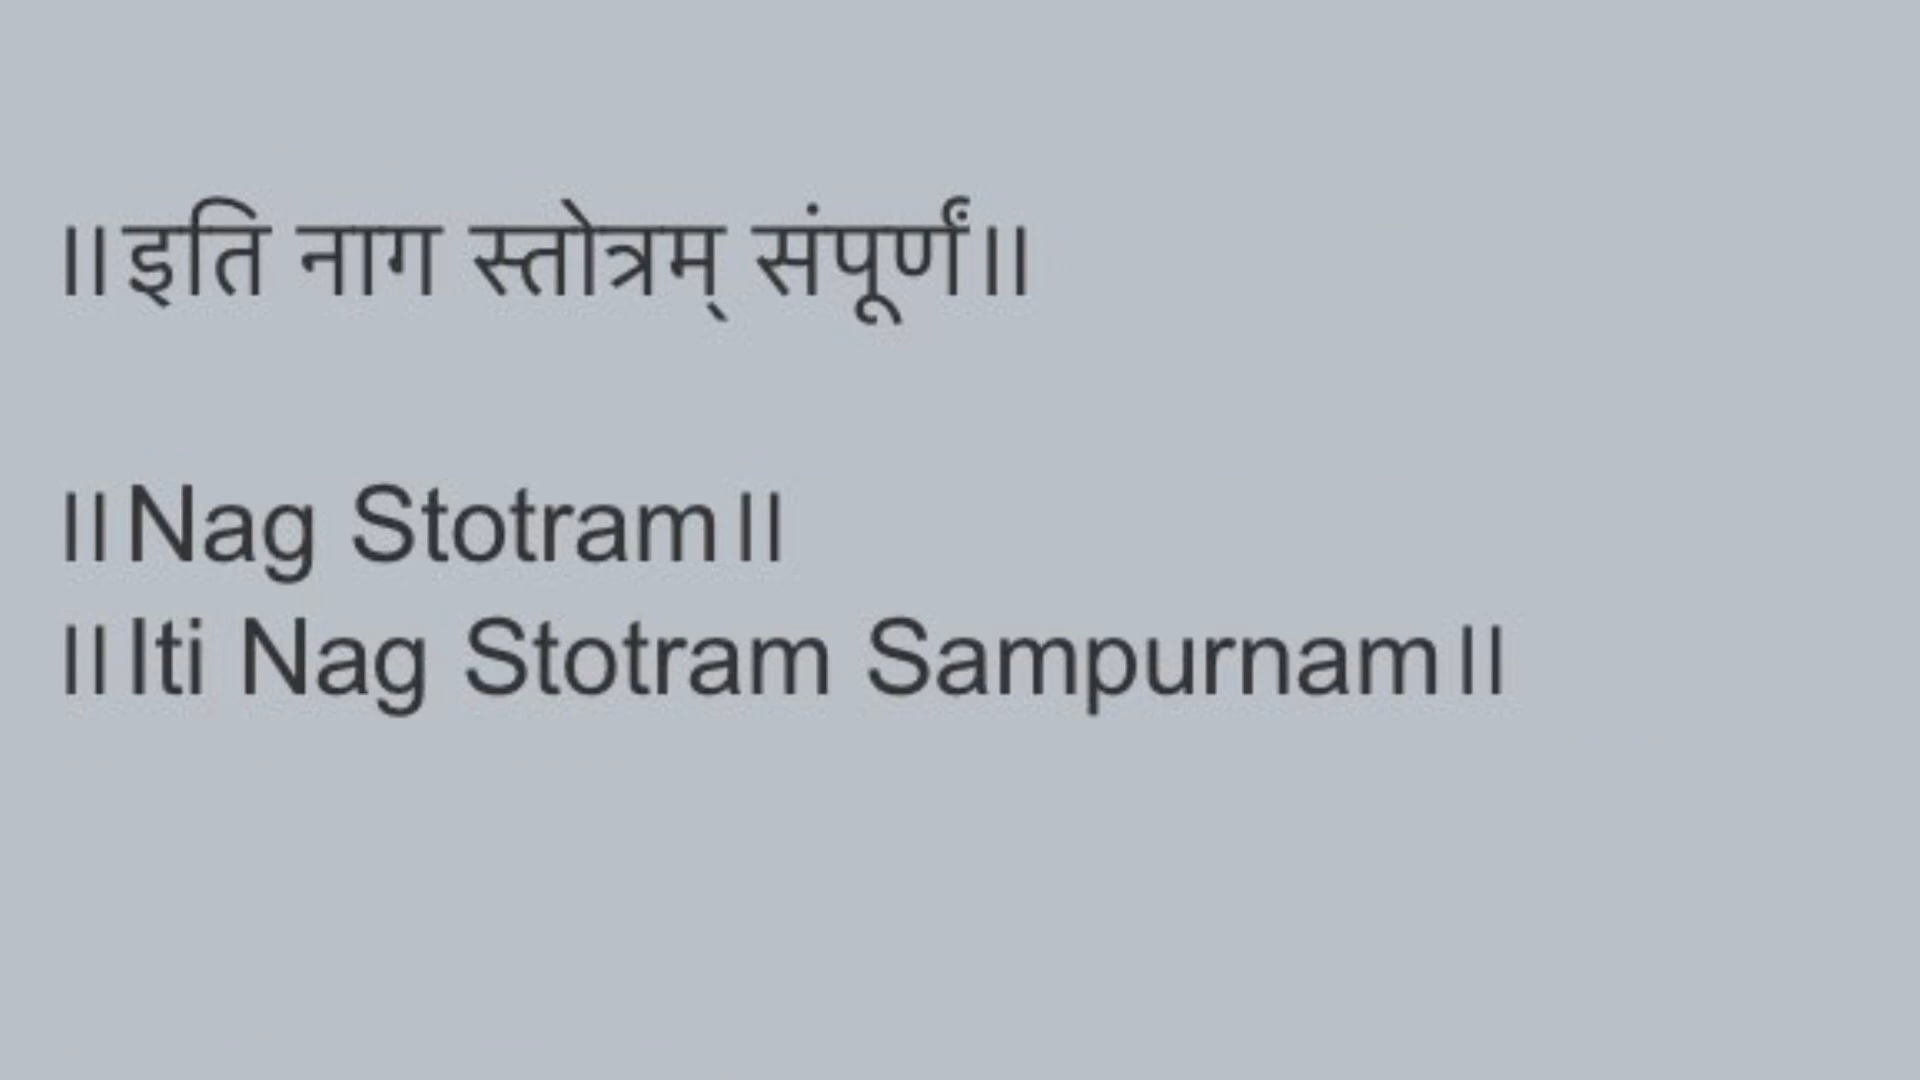 ॥इति नाग स्तोत्रम् संपूर्णं॥
॥Nag Stotram॥
॥Iti Nag Stotram Sampurnam॥